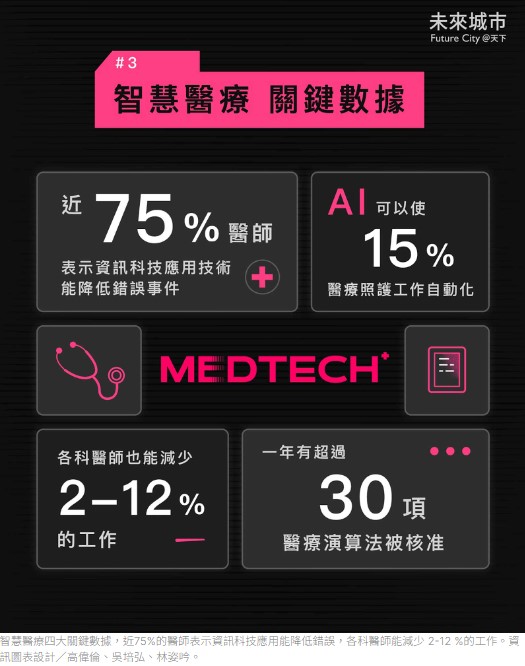 未來城市
Future City @天下
#3
智慧醫療 關鍵數據
近 75% 醫師
表示資訊科技應用技術
能降低錯誤事件
AI 可以使
15%
醫療照護工作自動化
MEDTECH+
各科醫師也能減少
2–12%
的工作
一年有超過
30 項
醫療演算法被核准
智慧醫療四大關鍵數據，近75%的醫師表示資訊科技應用能降低錯誤，各科醫師能減少 2-12 %的工作。資
訊圖表設計／高偉倫、吳培弘、林姿吟。